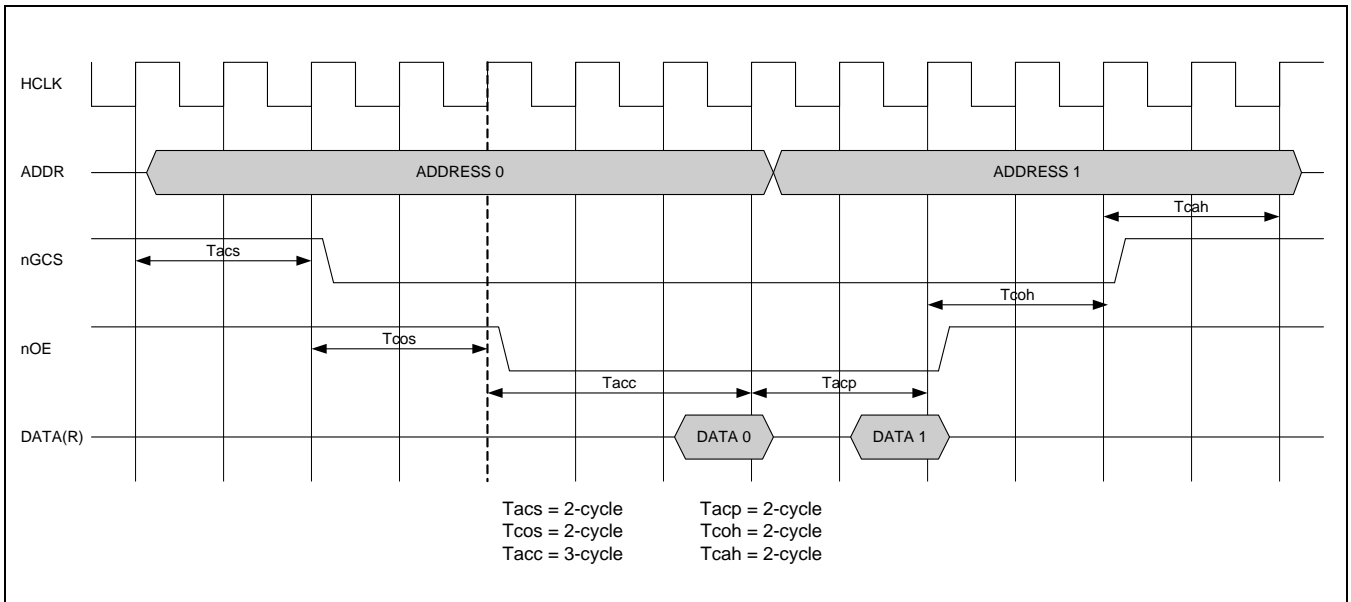 HCLK
ADDR
ADDRESS 0
ADDRESS 1
Tcah
nGCS
Tacs
Tcoh
nOE
Tcos
Tacc
Tacp
DATA(R)
DATA 0
DATA 1
Tacs = 2-cycle
Tcos = 2-cycle
Tacc = 3-cycle
Tacp = 2-cycle
Tcoh = 2-cycle
Tcah = 2-cycle